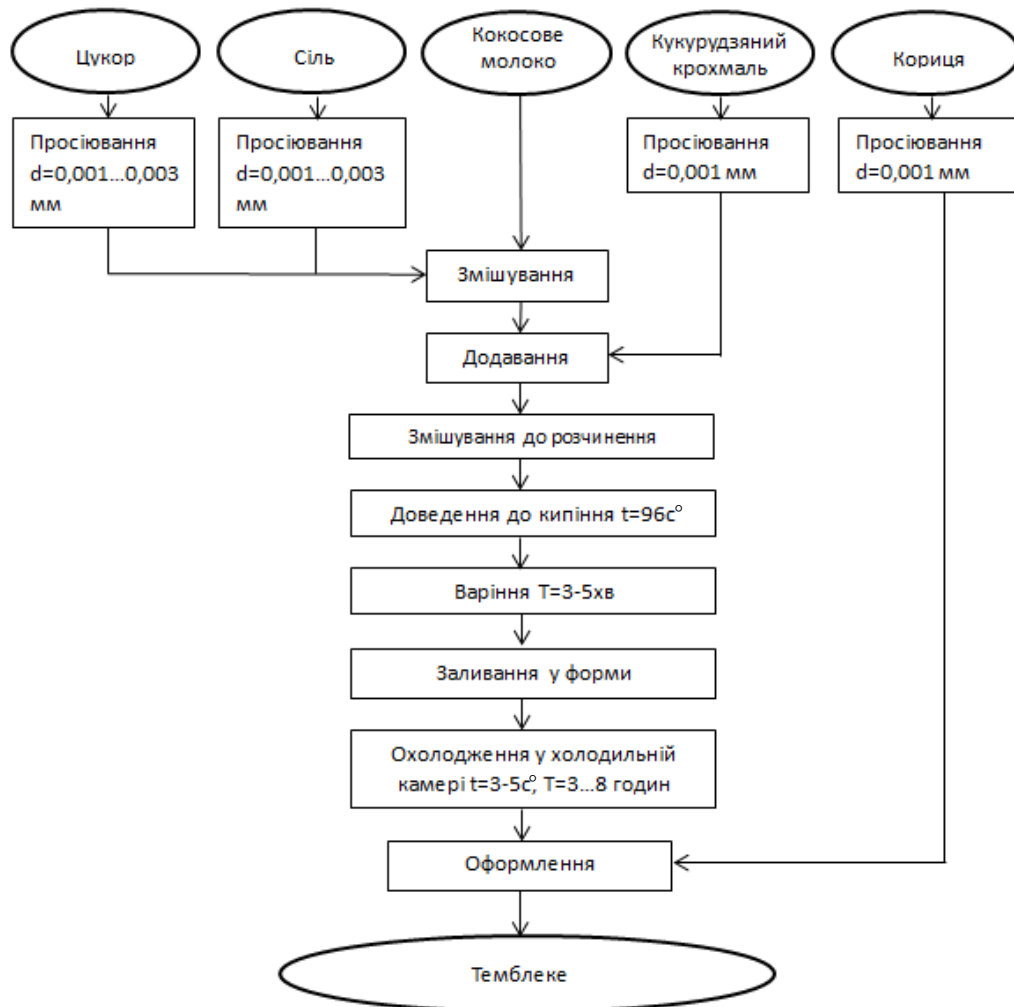 Цукор
Сіль
Кокосове
молоко
Кукурудзяний
крохмаль
Кориця
Просіювання
d=0,001...0,003
мм
Просіювання
d=0,001...0,003
мм
Просіювання
d=0,001 мм
Просіювання
d=0,001 мм
Змішування
Додавання
Змішування до розчинення
Доведення до кипіння t=96с°
Варіння Т=3-5хв
Заливання у форми
Охолодження у холодильній
камері t=3-5с°, Т=3...8 годин
Оформлення
Темблеке